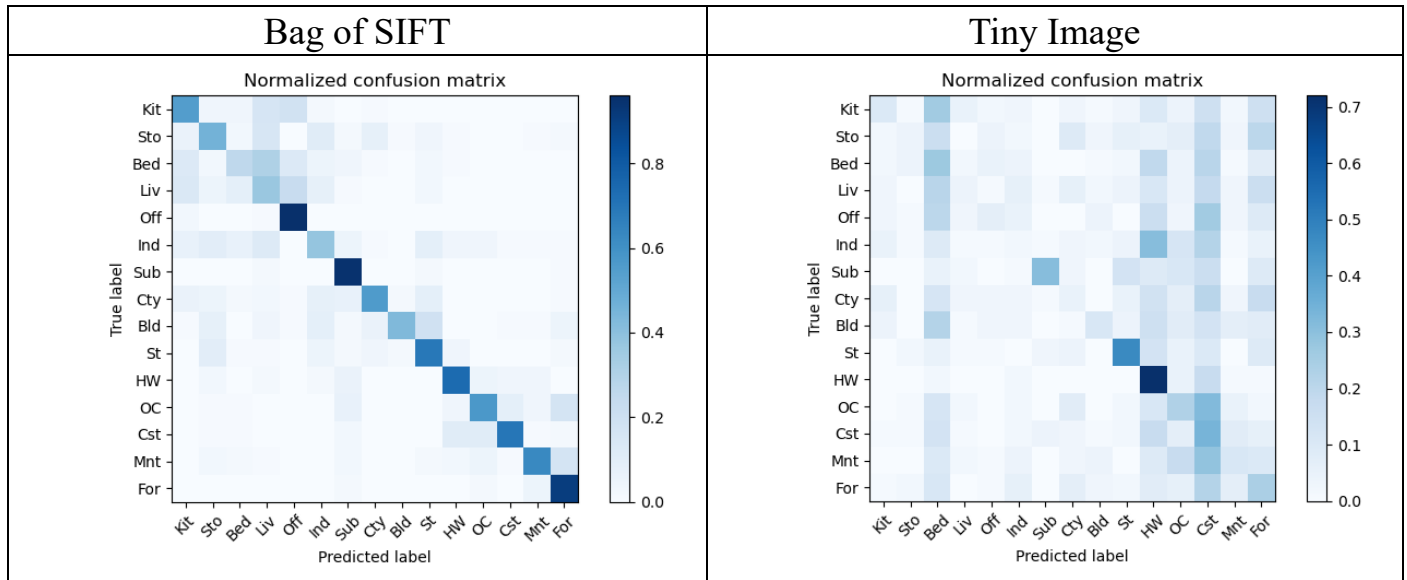 Bag of SIFT
Tiny Image
Normalized confusion matrix
Kit
Sto
Bed
Liv
Off
Ind
Sub
Cty
Bld
St
HW
OC
Cst
Mnt
For
True label
Kit Sto Bed Liv Off Ind Sub Cty Bld St HW OC Cst Mnt For
Predicted label
0.8
0.6
0.4
0.2
0.0
Normalized confusion matrix
Kit
Sto
Bed
Liv
Off
Ind
Sub
Cty
Bld
St
HW
OC
Cst
Mnt
For
True label
Kit Sto Bed Liv Off Ind Sub Cty Bld St HW OC Cst Mnt For
Predicted label
0.7
0.6
0.5
0.4
0.3
0.2
0.1
0.0